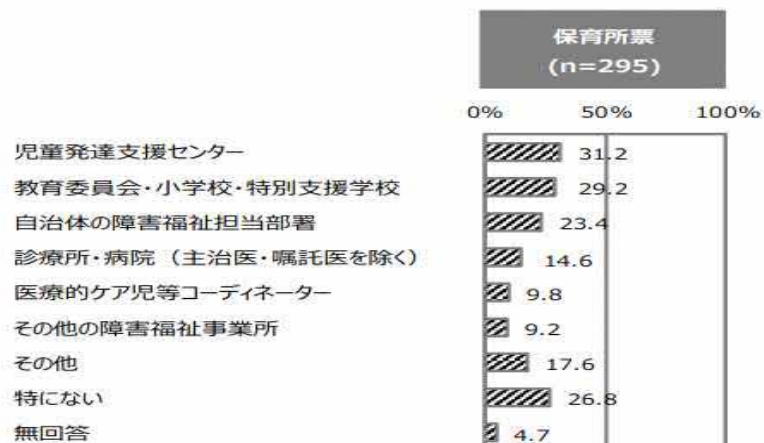 保育所票
(n=295)
0% 50% 100%
児童発達支援センター 31.2
教育委員会・小学校・特別支援学校 29.2
自治体の障害福祉担当部署 23.4
診療所・病院（主治医・嘱託医を除く） 14.6
医療的ケア児等コーディネーター 9.8
その他の障害福祉事業所 9.2
その他 17.6
特にない 26.8
無回答 4.7